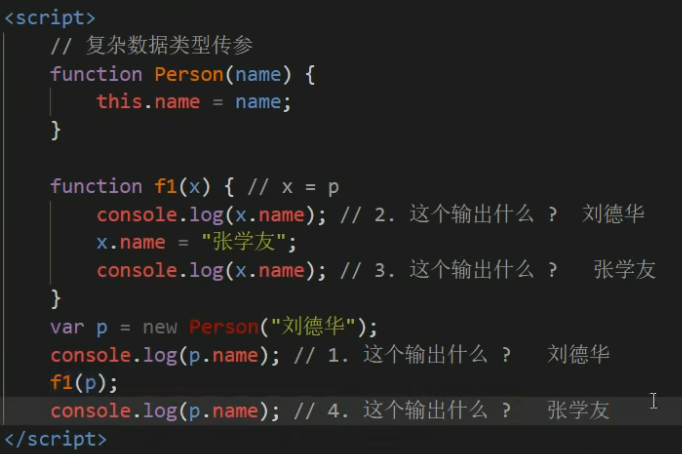 <script>
// 复杂数据类型传参
function Person(name) {
this.name = name;
}
function f1(x) { // x = p
console.log(x.name); // 2. 这个输出什么 ? 刘德华
x.name = "张学友";
console.log(x.name); // 3. 这个输出什么 ? 张学友
}
var p = new Person("刘德华");
console.log(p.name); // 1. 这个输出什么 ? 刘德华
f1(p);
console.log(p.name); // 4. 这个输出什么 ? 张学友
</script>